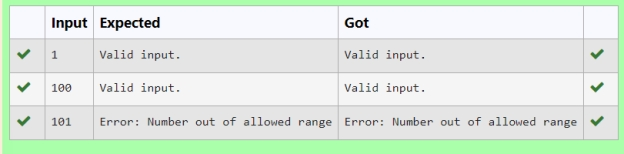 Input Expected Got
1 Valid input. Valid input.
100 Valid input. Valid input.
101 Error: Number out of allowed range Error: Number out of allowed range